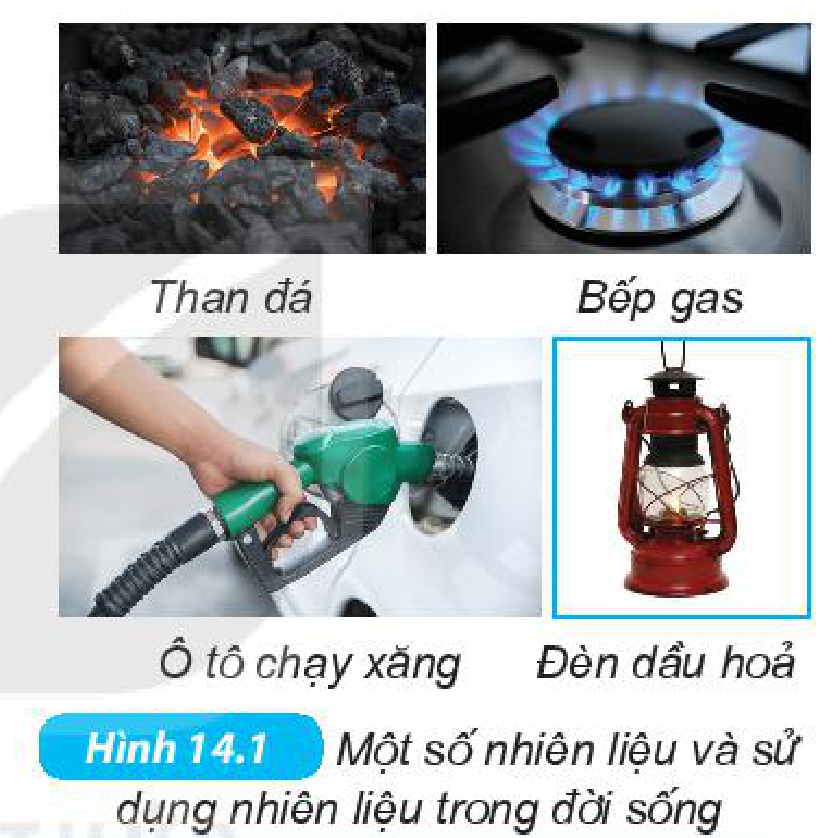 Than đá
Bếp gas
Ô tô chạy xăng
Đèn dầu hoả
Hình 14.1 Một số nhiên liệu và sử
dụng nhiên liệu trong đời sống